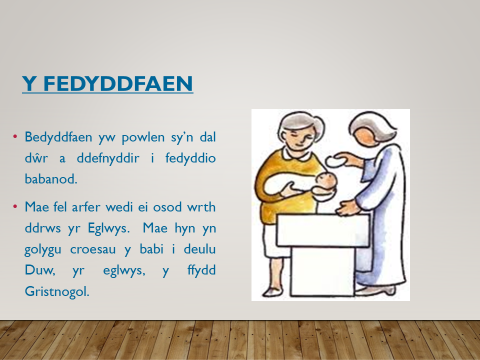 Y FEDYDDFAEN
• Bedyddfaen yw powlen sy'n dal
dŵr a ddefnyddir i fedyddio
babanod.
• Mae fel arfer wedi ei osod wrth
ddrws yr Eglwys. Mae hyn yn
golygu croesau y babi i deulu
Duw, yr eglwys, y ffydd
Gristnogol.